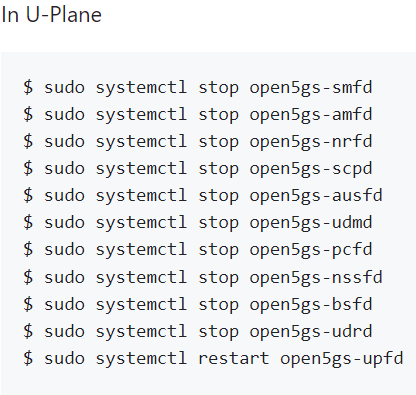 In U-Plane
$ sudo systemctl stop open5gs-smfd
$ sudo systemctl stop open5gs-amfd
$ sudo systemctl stop open5gs-nrfd
$ sudo systemctl stop open5gs-scpd
$ sudo systemctl stop open5gs-ausfd
$ sudo systemctl stop open5gs-udmd
$ sudo systemctl stop open5gs-pcfd
$ sudo systemctl stop open5gs-nssfd
$ sudo systemctl stop open5gs-bsfd
$ sudo systemctl stop open5gs-udrd
$ sudo systemctl restart open5gs-upfd